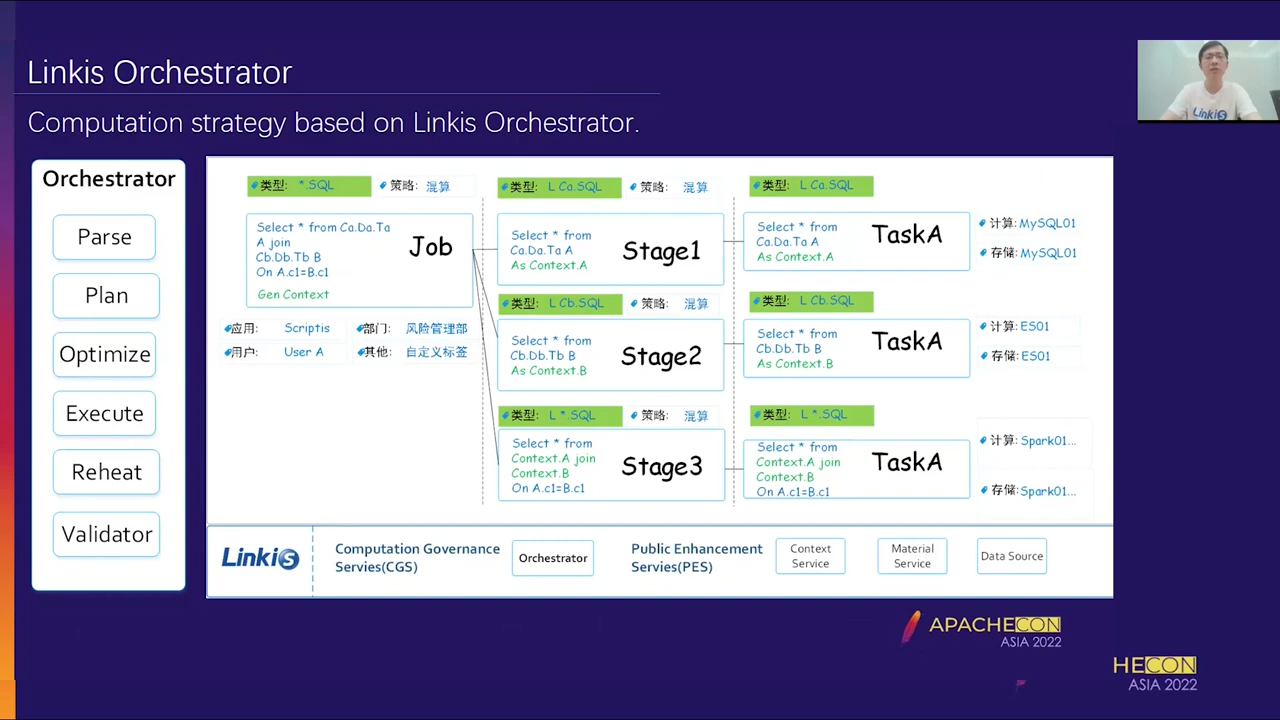 Linkis Orchestrator
Computation strategy based on Linkis Orchestrator.
Orchestrator
Parse
Plan
Optimize
Execute
Reheat
Validator
类型: *.SQL
策略: 混算
Select * from Ca.Da.Ta
A join
Cb.Db.Tb B
On A.c1=B.c1
Gen Context
Job
应用: Scriptis
部门: 风险管理部
用户: User A
其他: 自定义标签
类型: L Ca.SQL
策略: 混算
Select * from
Ca.Da.Ta A
As Context.A
Stage1
类型: L Cb.SQL
策略: 混算
Select * from
Cb.Db.Tb B
As Context.B
Stage2
类型: L *.SQL
策略: 混算
Select * from
Context.A join
Context.B
On A.c1=B.c1
Stage3
类型: L Ca.SQL
Select * from
Ca.Da.Ta A
As Context.A
TaskA
计算: MySQL01
存储: MySQL01
类型: L Cb.SQL
Select * from
Cb.Db.Tb B
As Context.B
TaskA
计算: ES01
存储: ES01
类型: L *.SQL
Select * from
Context.A join
Context.B
On A.c1=B.c1
TaskA
计算: Spark01...
存储: Spark01...
Linkis
Computation Governance
Servies(CGS)
Orchestrator
Public Enhancement
Servies(PES)
Context
Service
Material
Service
Data Source
Linkis
APACHECON
ASIA 2022
HECON
ASIA 2022